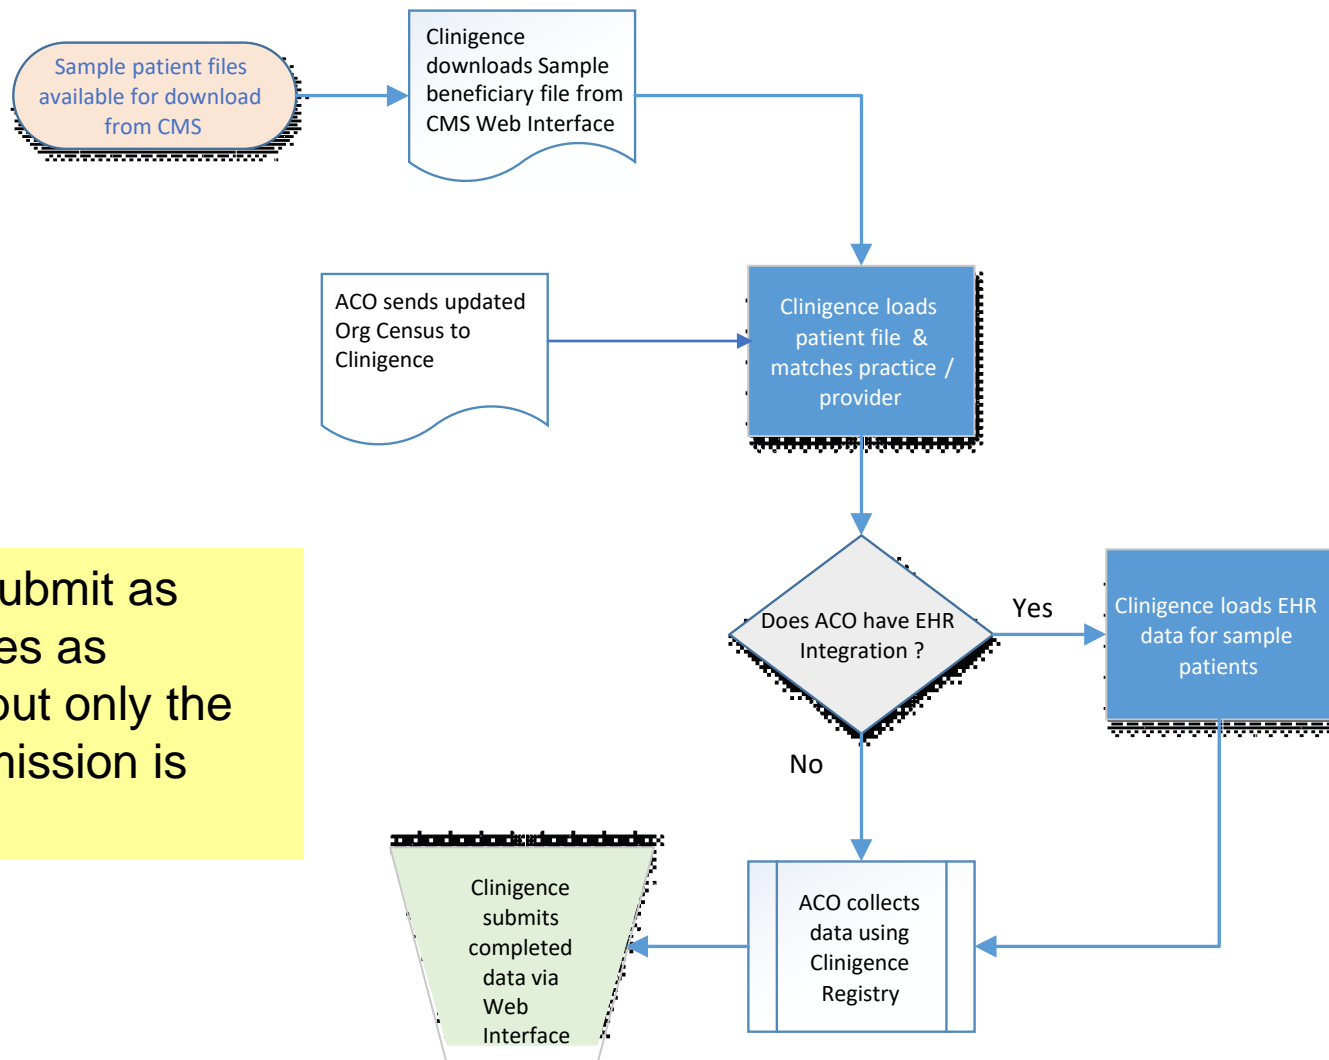 Sample patient files
available for download
from CMS
Clinigence
downloads Sample
beneficiary file from
CMS Web Interface
ACO sends updated
Org Census to
Clinigence
Clinigence loads
patient file &
matches practice /
provider
Does ACO have EHR
Integration ?
Yes
Clinigence loads EHR
data for sample
patients
No
ubmit as
es as
out only the
nission is
ACO collects
data using
Clinigence
Registry
Clinigence
submits
completed
data via
Web
Interface